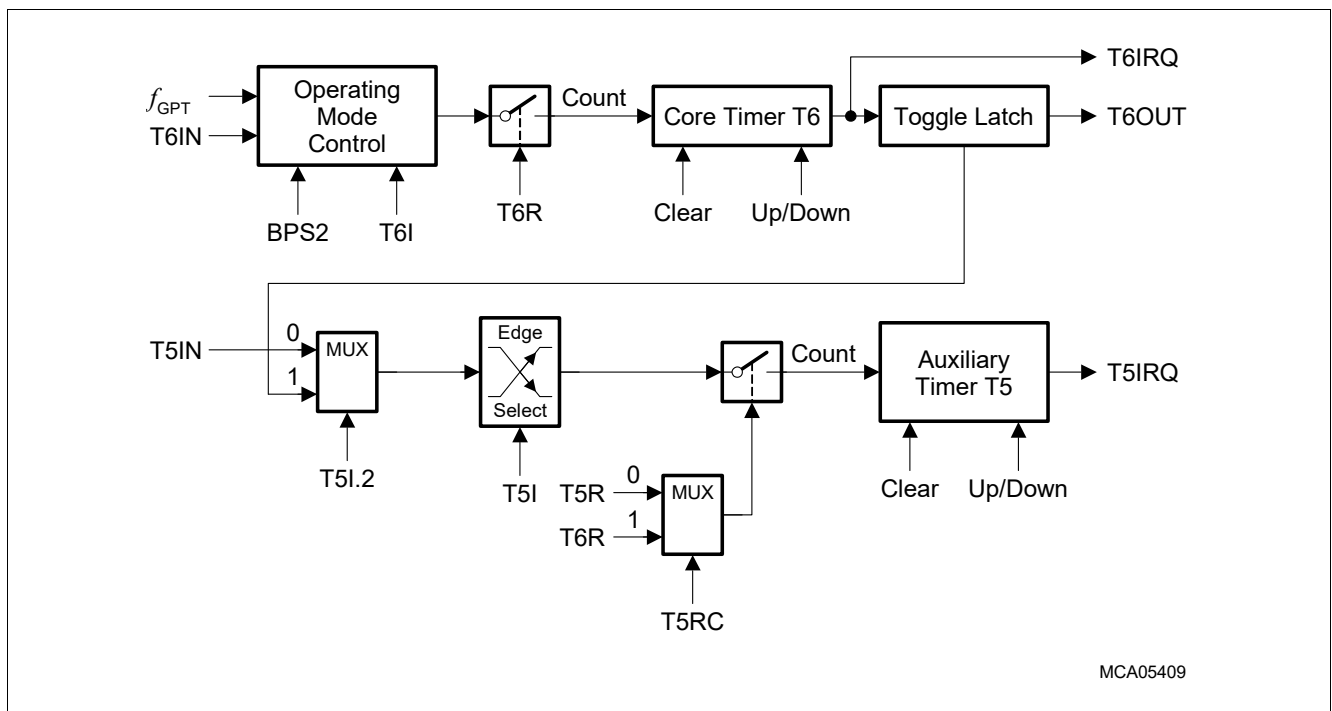 T6IRQ
fGPT
Operating
Mode
Control
Count
Core Timer T6
Toggle Latch
T6OUT
T6IN
BPS2
T6I
T6R
Clear
Up/Down
T5IN
0
1
MUX
T5I.2
Edge
Select
T5I
Count
Auxiliary
Timer T5
T5IRQ
Clear
Up/Down
T5R
0
T6R
1
MUX
T5RC
MCA05409